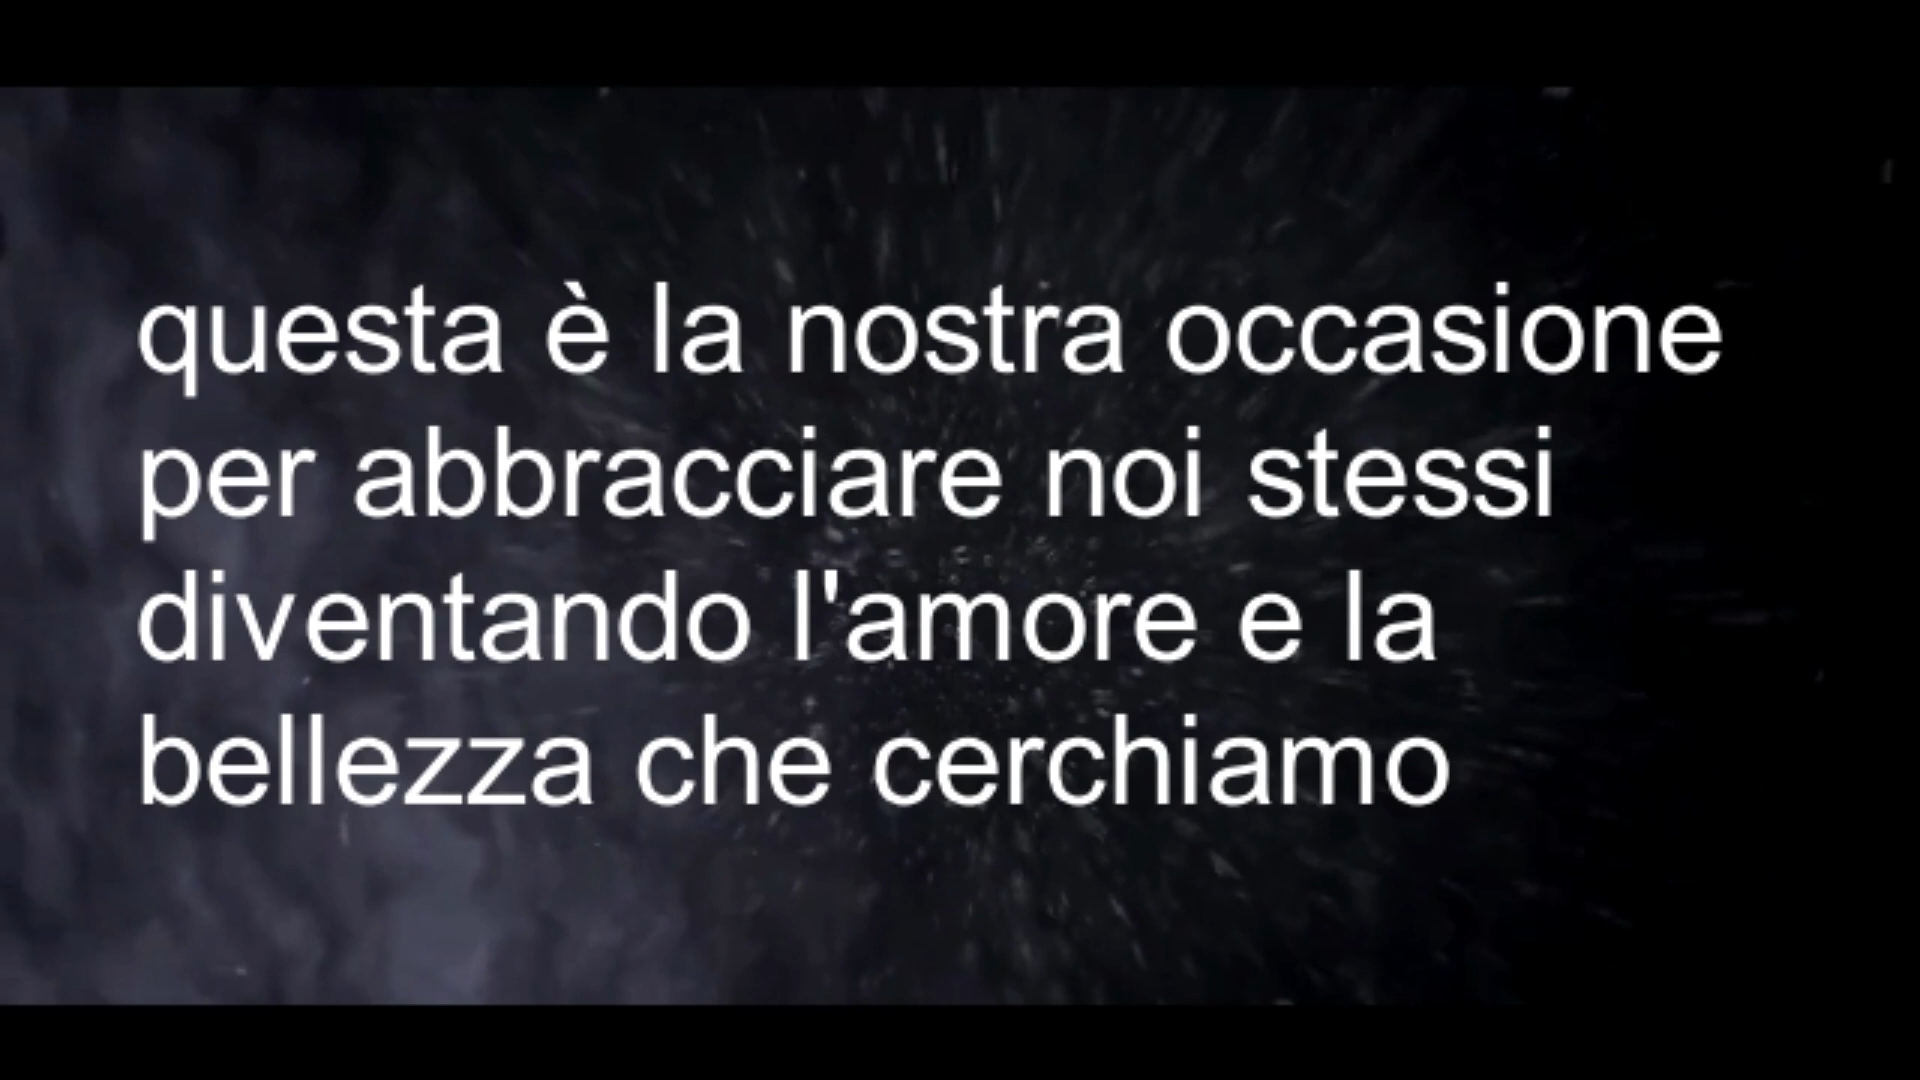 questa è la nostra occasione
per abbracciare noi stessi
diventando l'amore e la
bellezza che cerchiamo